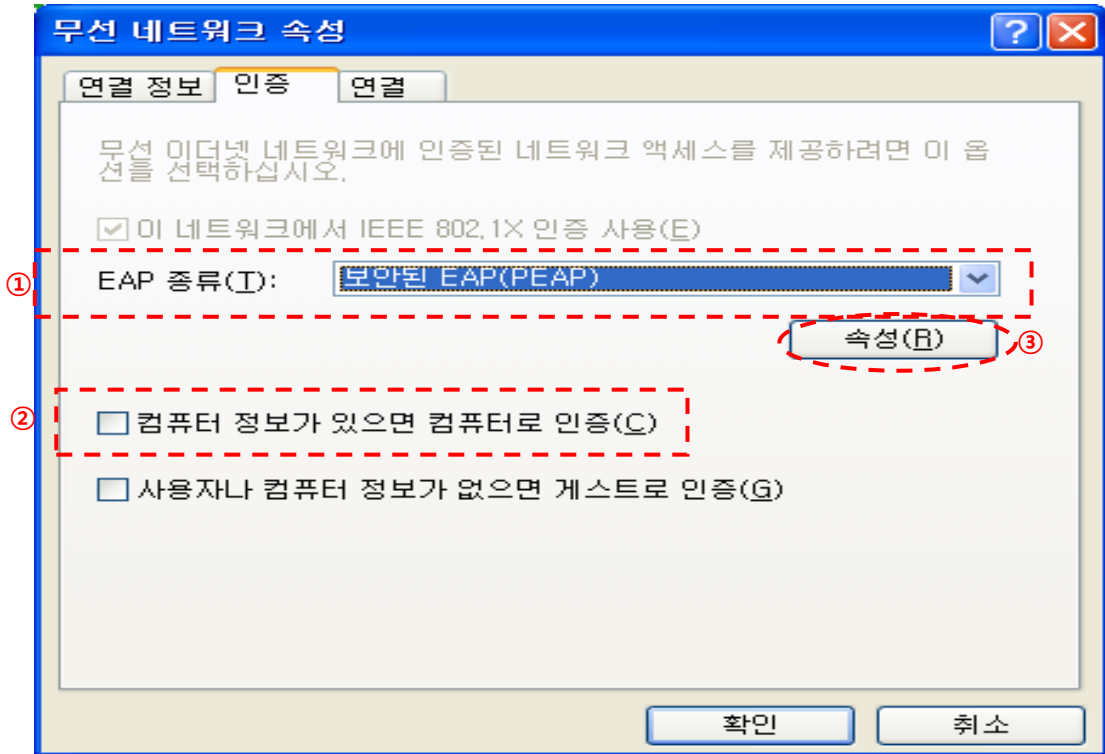 무선 네트워크 속성
연결 정보 인증 연결
무선 이더넷 네트워크에 인증된 네트워크 액세스를 제공하려면 이 옵
션을 선택하십시오.
이 네트워크에서 IEEE 802.1X 인증 사용(E)
① EAP 종류(T): 보안된 EAP(PEAP)
속성(R) ③
② 컴퓨터 정보가 있으면 컴퓨터로 인증(C)
사용자나 컴퓨터 정보가 없으면 게스트로 인증(G)
확인 취소